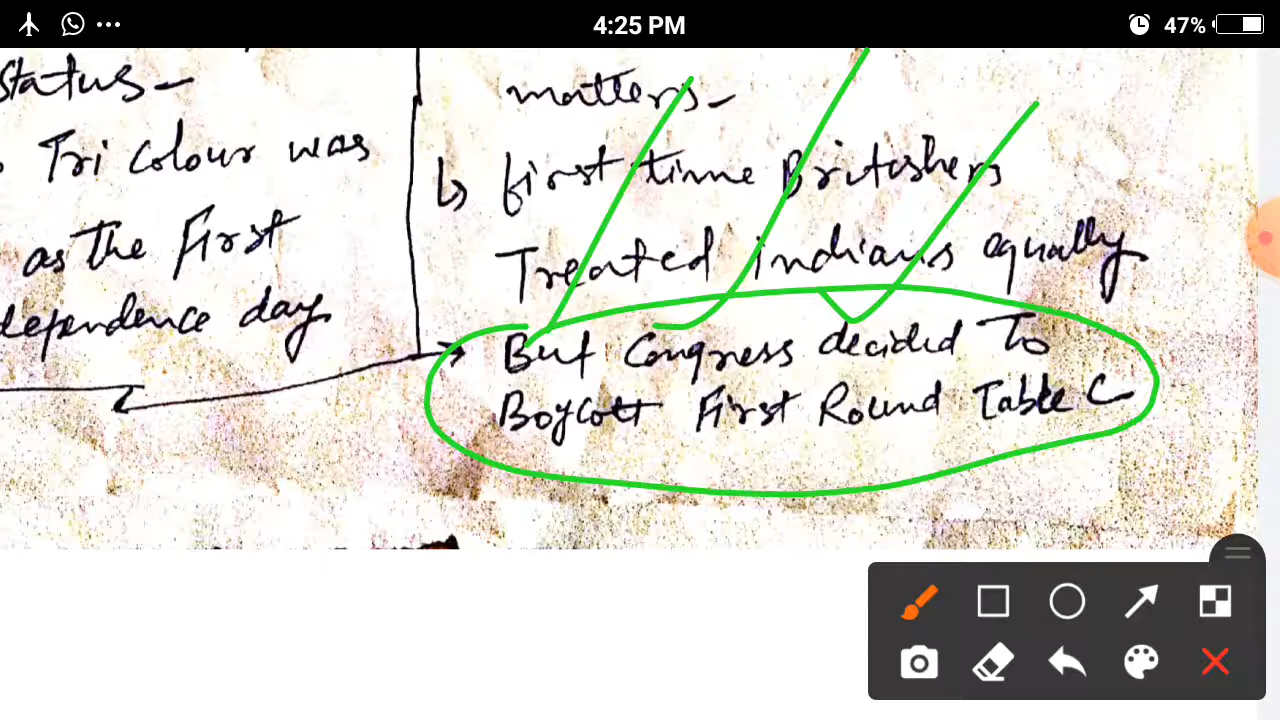 4:25 PM
47%
Status-
Tri Colour was
as the First
dependence day
matters-
first time Britishers
Treated indians equally
But Congress decided To
Boycott First Round Table C